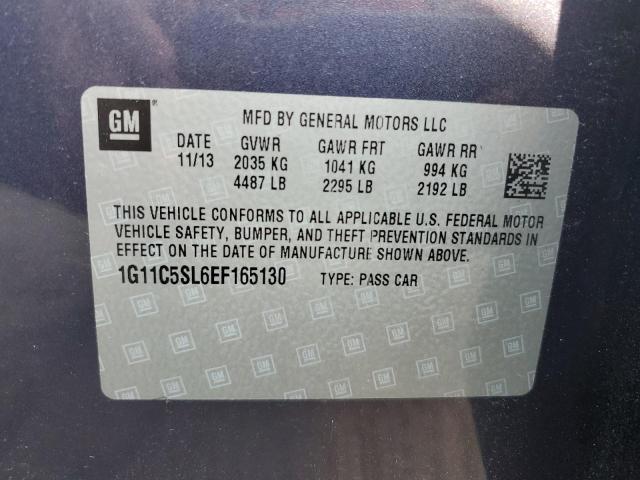 GM
MFD BY GENERAL MOTORS LLC
DATE GVWR GAWR FRT GAWR RR
11/13 2035 KG 1041 KG 994 KG
4487 LB 2295 LB 2192 LB
THIS VEHICLE CONFORMS TO ALL APPLICABLE U.S. FEDERAL MOTOR
VEHICLE SAFETY, BUMPER, AND THEFT PREVENTION STANDARDS IN
EFFECT ON THE DATE OF MANUFACTURE SHOWN ABOVE.
1G11C5SL6EF165130 TYPE: PASS CAR